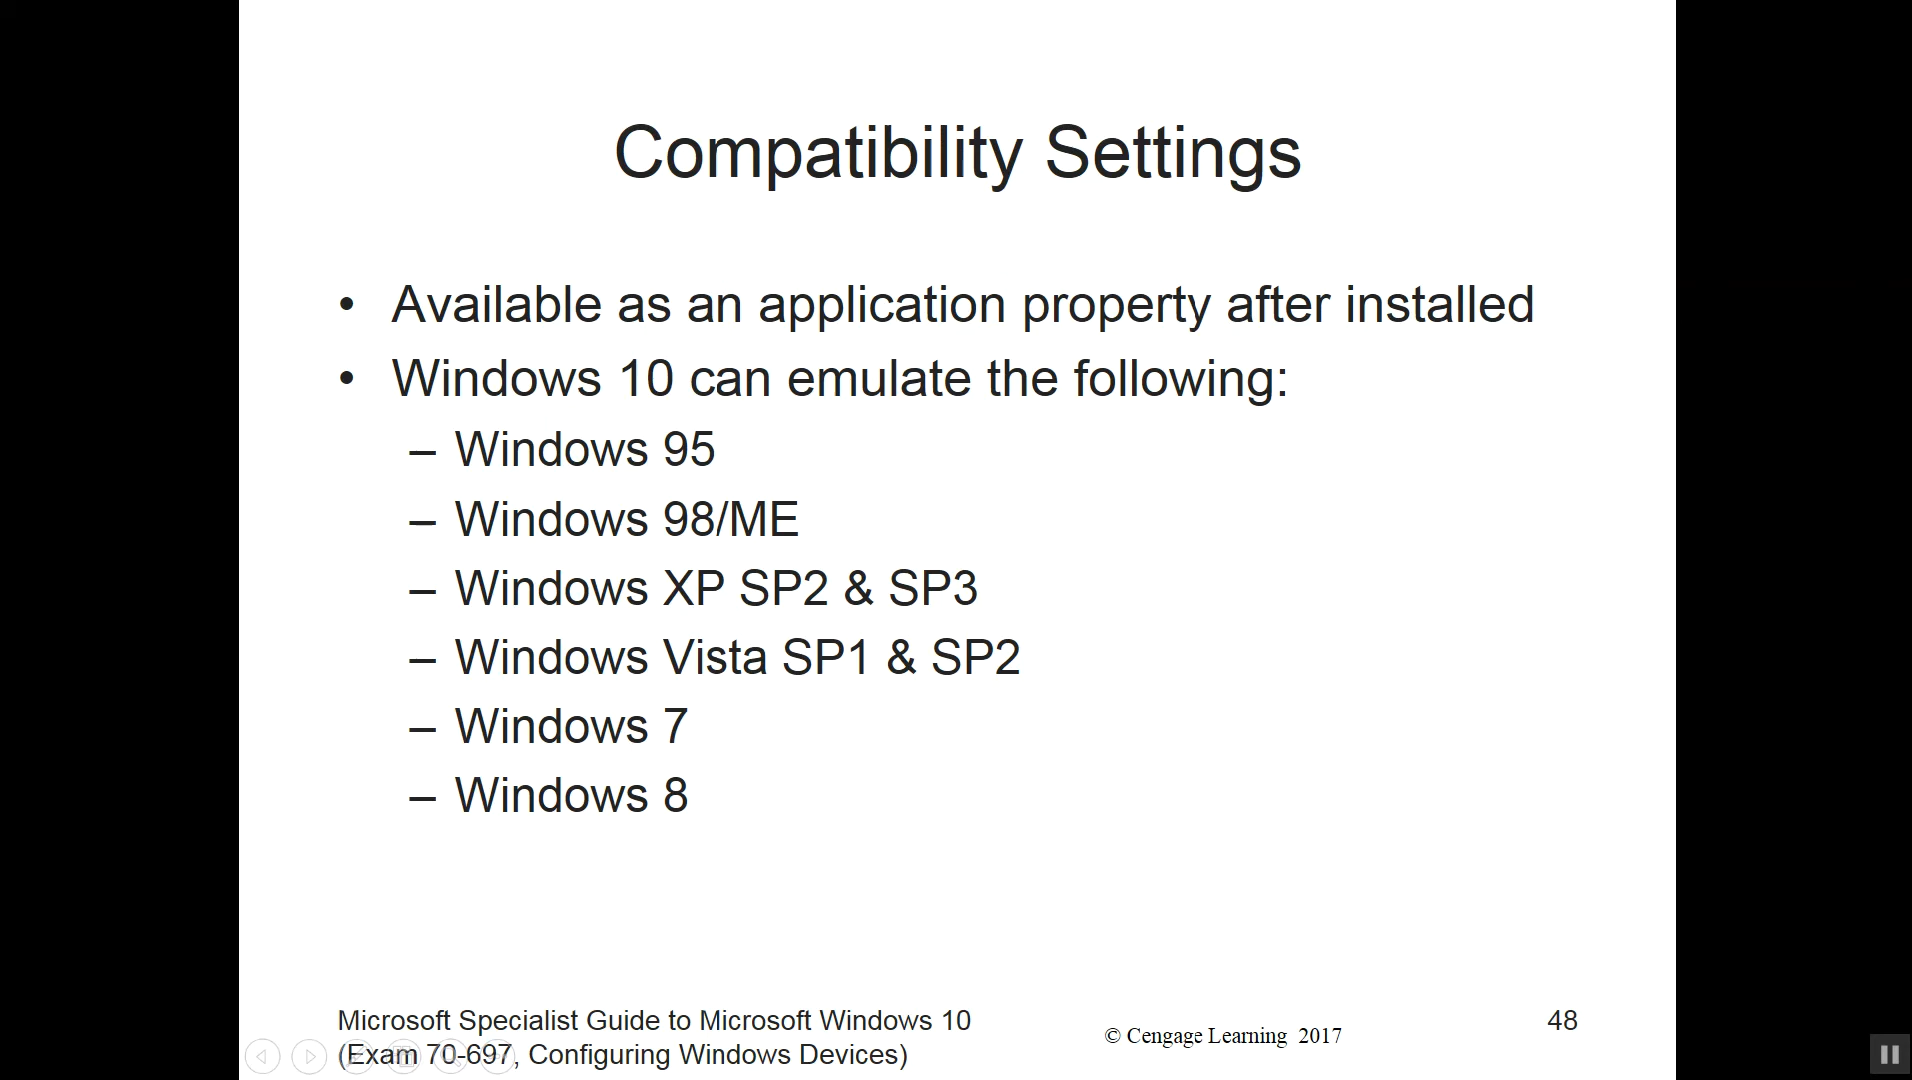 Compatibility Settings
• Available as an application property after installed
• Windows 10 can emulate the following:
– Windows 95
– Windows 98/ME
– Windows XP SP2 & SP3
– Windows Vista SP1 & SP2
– Windows 7
– Windows 8
Microsoft Specialist Guide to Microsoft Windows 10
(Exam 70-697, Configuring Windows Devices)
© Cengage Learning 2017
48